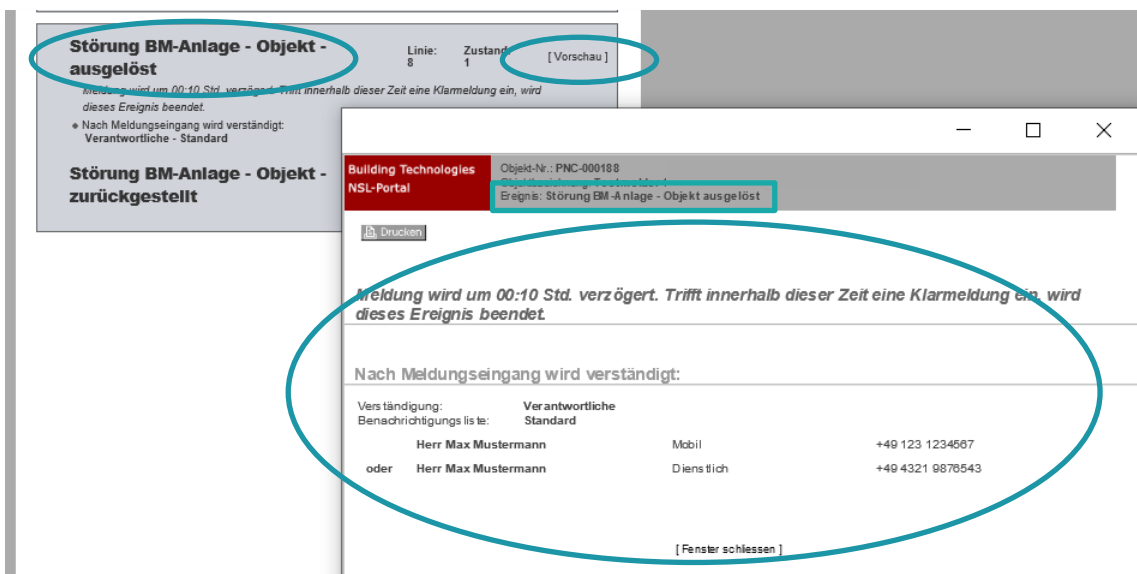 Störung BM-Anlage - Objekt -
ausgelöst
Linie:
8
Zustand:
1
[ Vorschau ]
Meldung wird um 00:10 Std. verzögert. Trifft innerhalb dieser Zeit eine Klarmeldung ein, wird
dieses Ereignis beendet.
Nach Meldungseingang wird verständigt:
Verantwortliche - Standard
Störung BM-Anlage - Objekt -
zurückgestellt
Building Technologies
NSL-Portal
Objekt-Nr.: PNC-000188
Ereignis: Störung BM-Anlage - Objekt ausgelöst
Drucken
Meldung wird um 00:10 Std. verzögert. Trifft innerhalb dieser Zeit eine Klarmeldung ein, wird
dieses Ereignis beendet.
Nach Meldungseingang wird verständigt:
Verständigung: Verantwortliche
Benachrichtigungsliste: Standard
Herr Max Mustermann Mobil +49 123 1234567
oder Herr Max Mustermann Dienstlich +49 4321 9876543
[ Fenster schliessen ]